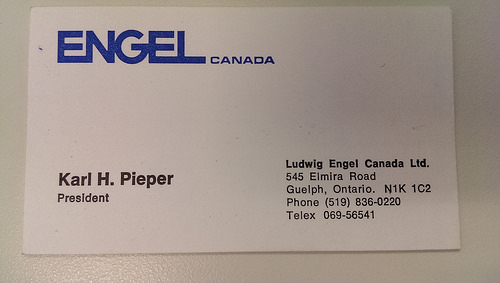 ENGEL CANADA
Karl H. Pieper
President
Ludwig Engel Canada Ltd.
545 Elmira Road
Guelph, Ontario. N1K 1C2
Phone (519) 836-0220
Telex 069-56541